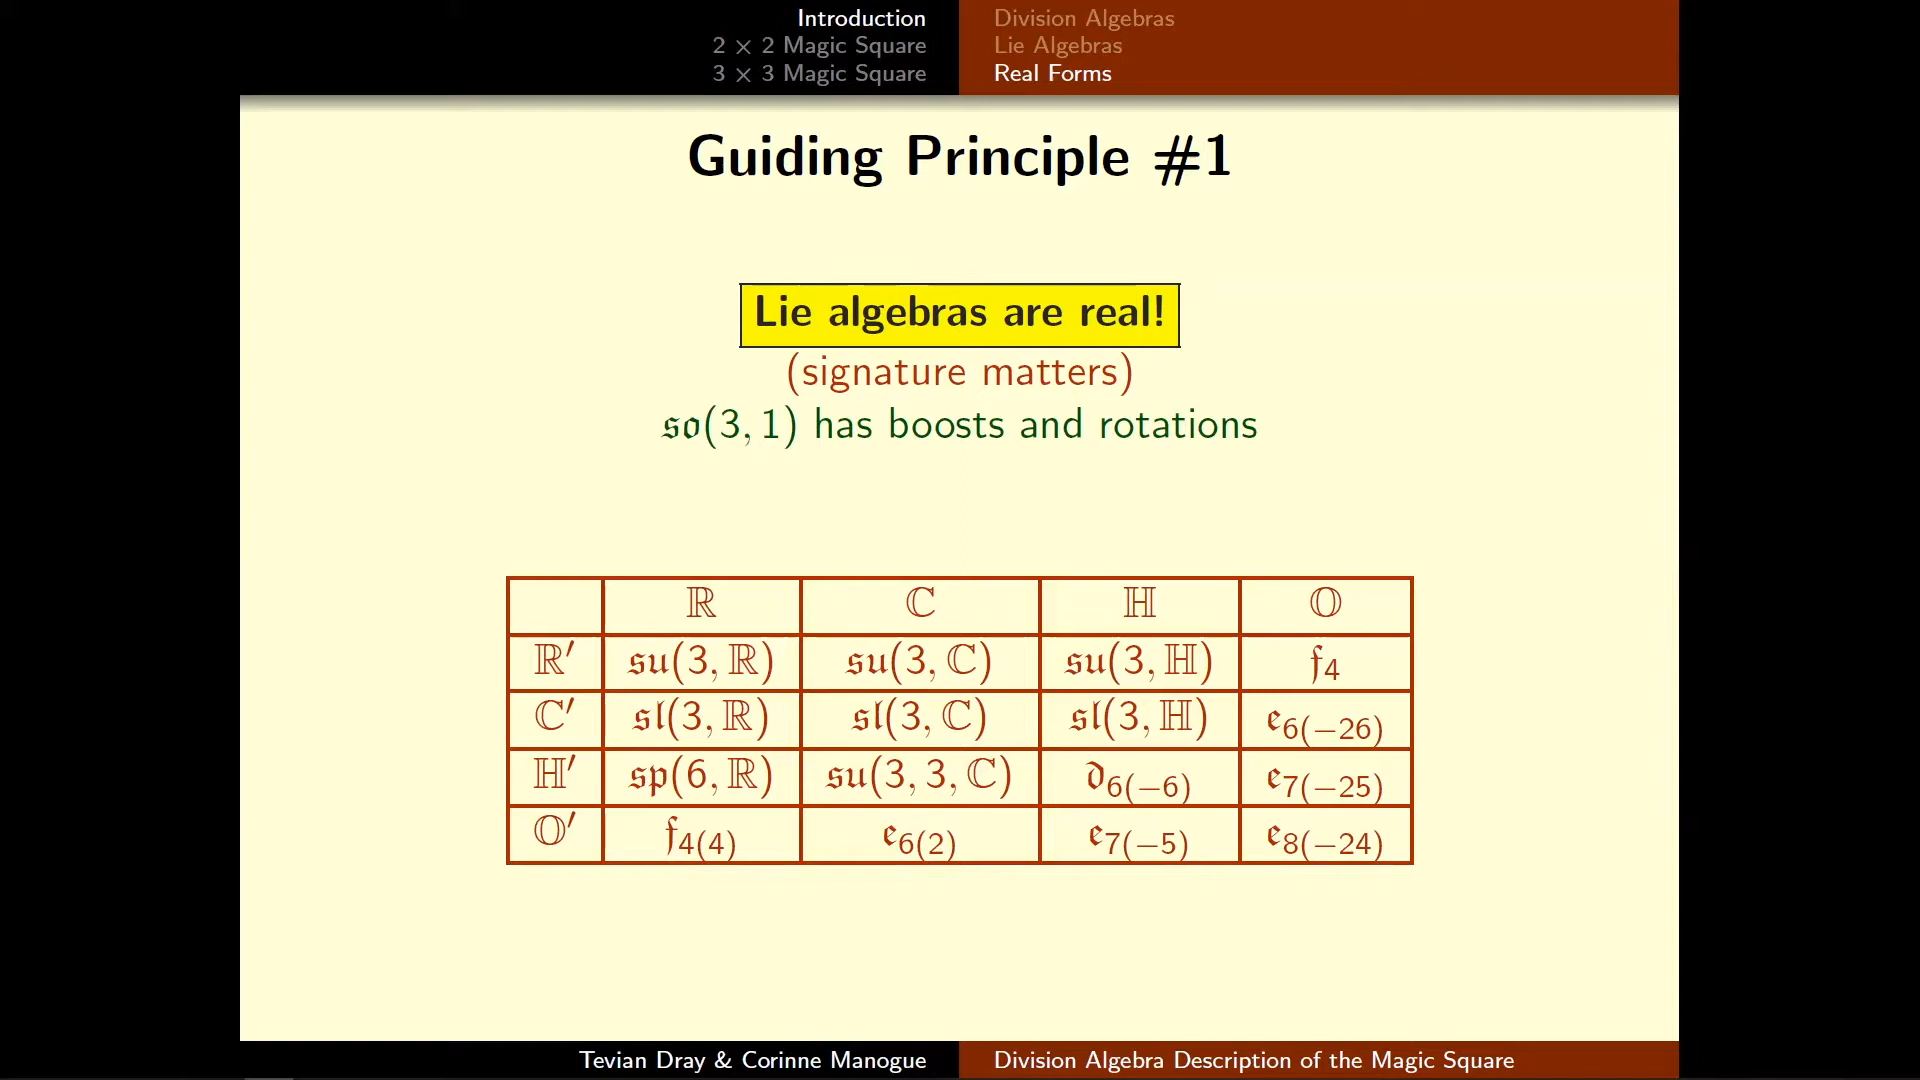 Introduction
2 × 2 Magic Square
3 × 3 Magic Square
Division Algebras
Lie Algebras
Real Forms
Guiding Principle #1
Lie algebras are real!
(signature matters)
𝔰𝔬(3, 1) has boosts and rotations
ℝ ℂ ℍ 𝕆
ℝ′ 𝔰𝔲(3, ℝ) 𝔰𝔲(3, ℂ) 𝔰𝔲(3, ℍ) 𝔣₄
ℂ′ 𝔰𝔩(3, ℝ) 𝔰𝔩(3, ℂ) 𝔰𝔩(3, ℍ) 𝔢₆₍₋₂₆₎
ℍ′ 𝔰𝔭(6, ℝ) 𝔰𝔲(3, 3, ℂ) 𝔡₆₍₋₆₎ 𝔢₇₍₋₂₅₎
𝕆′ 𝔣₄₍₄₎ 𝔢₆₍₂₎ 𝔢₇₍₋₅₎ 𝔢₈₍₋₂₄₎
Tevian Dray & Corinne Manogue
Division Algebra Description of the Magic Square